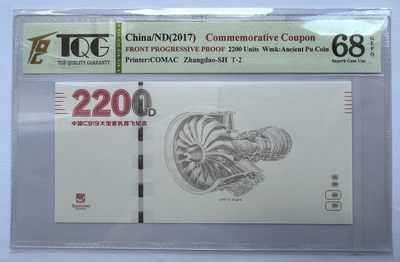 TQG
TOP QUALITY GUARANTY
China/ND(2017) Commemorative Coupon
FRONT PROGRESSIVE PROOF 2200 Units Wmk:Ancient Pu Coin
Printer:COMAC Zhangdao-SH T-2
68
GEPQ
Superb Gem Unc
2200D
中国C919大型客机首飞纪念